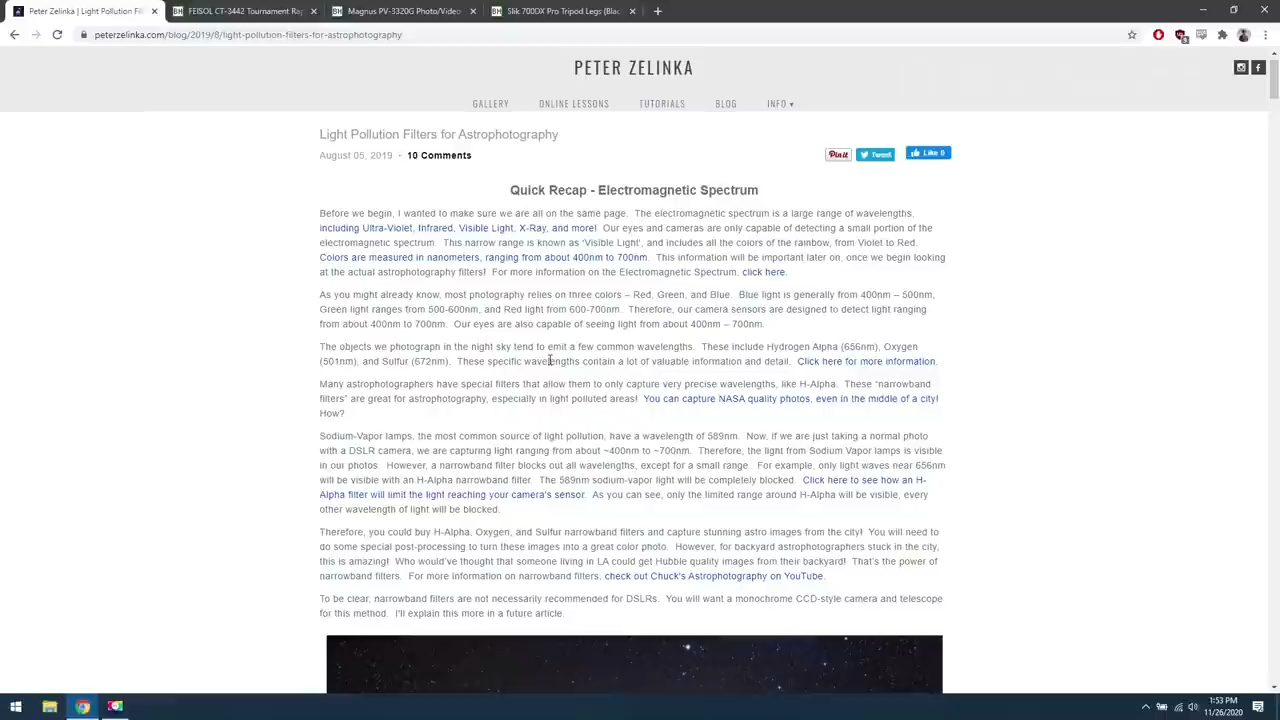 Peter Zelinka | Light Pollution Fi
FEISOL CT-3442 Tournament Ra
Magnus PV-3320G Photo/Video
Slik 700DX Pro Tripod Legs (Blac
peterzelinka.com/blog/2019/8/light-pollution-filters-for-astrophotography
PETER ZELINKA
GALLERY
ONLINE LESSONS
TUTORIALS
BLOG
INFO ▾
Light Pollution Filters for Astrophotography
August 05, 2019 - 10 Comments
Pin it
Tweet
Like 6
Quick Recap - Electromagnetic Spectrum
Before we begin, I wanted to make sure we are all on the same page. The electromagnetic spectrum is a large range of wavelengths,
including Ultra-Violet, Infrared, Visible Light, X-Ray, and more! Our eyes and cameras are only capable of detecting a small portion of the
electromagnetic spectrum. This narrow range is known as 'Visible Light', and includes all the colors of the rainbow, from Violet to Red.
Colors are measured in nanometers, ranging from about 400nm to 700nm. This information will be important later on, once we begin looking
at the actual astrophotography filters! For more information on the Electromagnetic Spectrum, click here.
As you might already know, most photography relies on three colors – Red, Green, and Blue. Blue light is generally from 400nm – 500nm,
Green light ranges from 500-600nm, and Red light from 600-700nm. Therefore, our camera sensors are designed to detect light ranging
from about 400nm to 700nm. Our eyes are also capable of seeing light from about 400nm – 700nm.
The objects we photograph in the night sky tend to emit a few common wavelengths. These include Hydrogen Alpha (656nm), Oxygen
(501nm), and Sulfur (672nm). These specific wavelengths contain a lot of valuable information and detail. Click here for more information.
Many astrophotographers have special filters that allow them to only capture very precise wavelengths, like H-Alpha. These “narrowband
filters” are great for astrophotography, especially in light polluted areas! You can capture NASA quality photos, even in the middle of a city!
How?
Sodium-Vapor lamps, the most common source of light pollution, have a wavelength of 589nm. Now, if we are just taking a normal photo
with a DSLR camera, we are capturing light ranging from about ~400nm to ~700nm. Therefore, the light from Sodium Vapor lamps is visible
in our photos. However, a narrowband filter blocks out all wavelengths, except for a small range. For example, only light waves near 656nm
will be visible with an H-Alpha narrowband filter. The 589nm sodium-vapor light will be completely blocked. Click here to see how an H-
Alpha filter will limit the light reaching your camera's sensor. As you can see, only the limited range around H-Alpha will be visible, every
other wavelength of light will be blocked.
Therefore, you could buy H-Alpha, Oxygen, and Sulfur narrowband filters and capture stunning astro images from the city! You will need to
do some special post-processing to turn these images into a great color photo. However, for backyard astrophotographers stuck in the city,
this is amazing! Who would've thought that someone living in LA could get Hubble quality images from their backyard! That's the power of
narrowband filters. For more information on narrowband filters, check out Chuck's Astrophotography on YouTube.
To be clear, narrowband filters are not necessarily recommended for DSLRs. You will want a monochrome CCD-style camera and telescope
for this method. I'll explain this more in a future article.
1:53 PM
11/26/2020